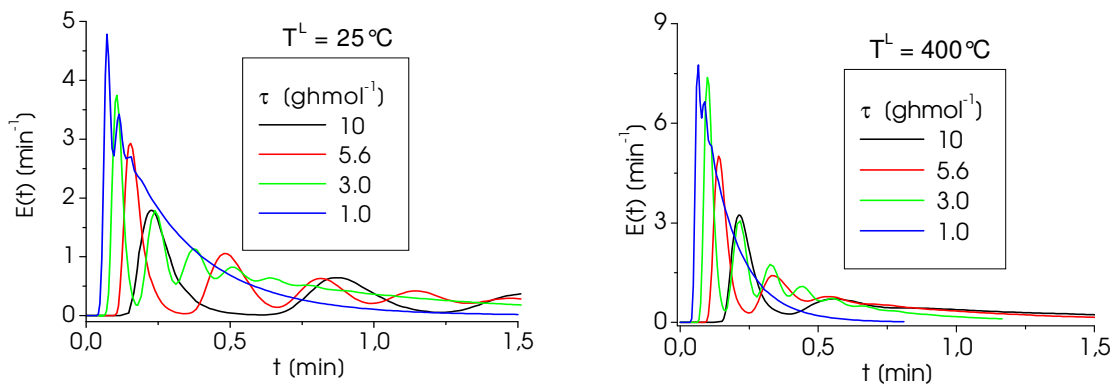 T^L = 25°C
τ (ghmol⁻¹)
10
5.6
3.0
1.0
E(t) (min⁻¹)
5
4
3
2
1
0
0,0 0,5 1,0 1,5
t (min)
T^L = 400°C
τ (ghmol⁻¹)
10
5.6
3.0
1.0
E(t) (min⁻¹)
9
6
3
0
0,0 0,5 1,0 1,5
t (min)